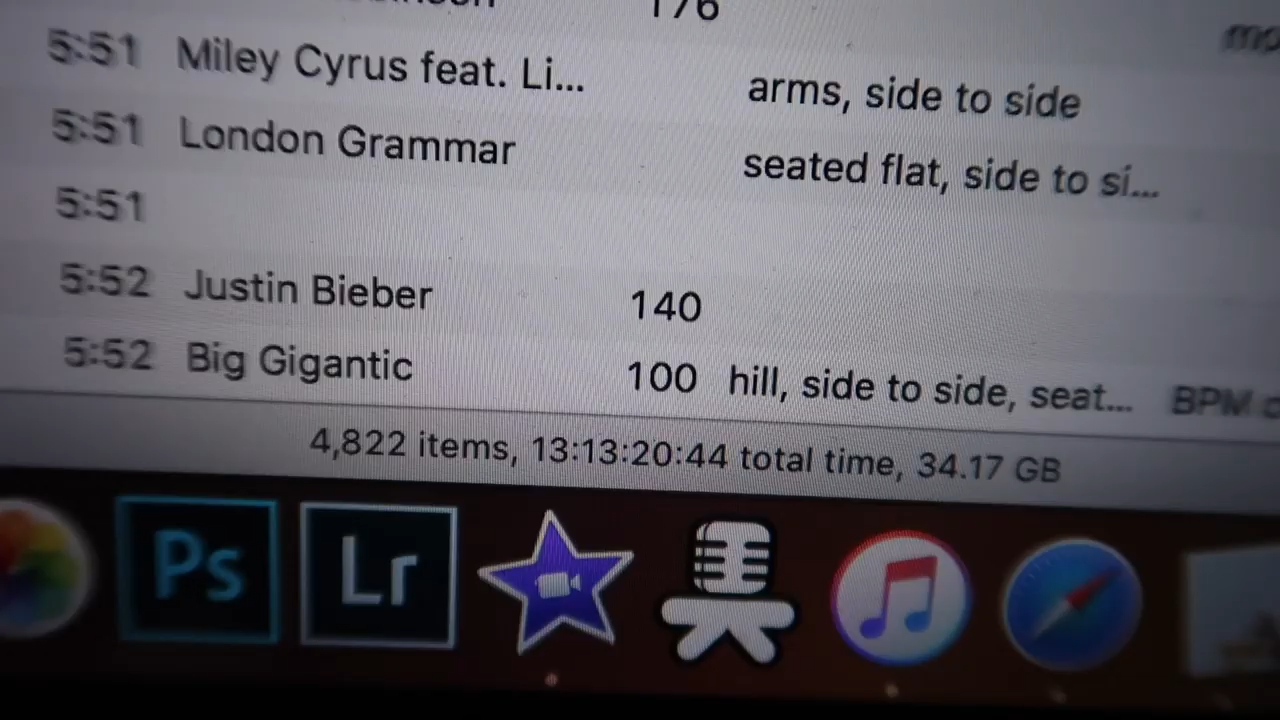 176
5:51 Miley Cyrus feat. Li... arms, side to side
5:51 London Grammar seated flat, side to si...
5:51
5:52 Justin Bieber 140
5:52 Big Gigantic 100 hill, side to side, seat... BPM
4,822 items, 13:13:20:44 total time, 34.17 GB
Ps Lr